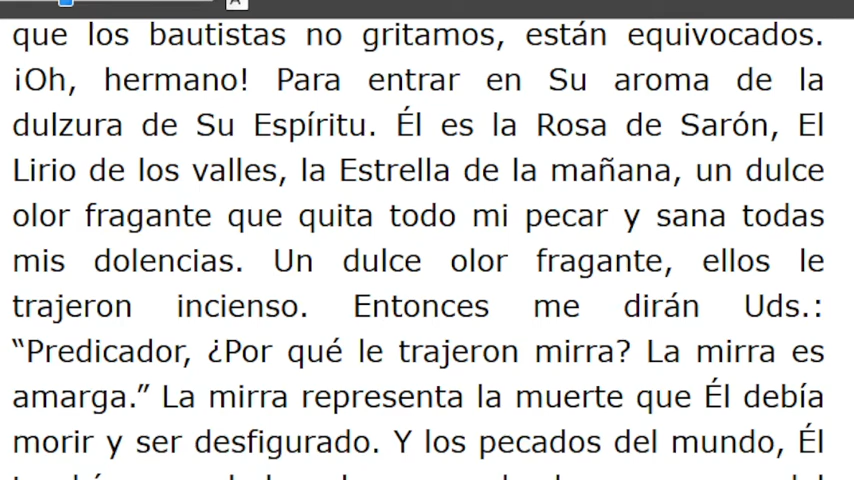 que los bautistas no gritamos, están equivocados.
¡Oh, hermano! Para entrar en Su aroma de la
dulzura de Su Espíritu. Él es la Rosa de Sarón, El
Lirio de los valles, la Estrella de la mañana, un dulce
olor fragante que quita todo mi pecar y sana todas
mis dolencias. Un dulce olor fragante, ellos le
trajeron incienso. Entonces me dirán Uds.:
“Predicador, ¿Por qué le trajeron mirra? La mirra es
amarga.” La mirra representa la muerte que Él debía
morir y ser desfigurado. Y los pecados del mundo, Él